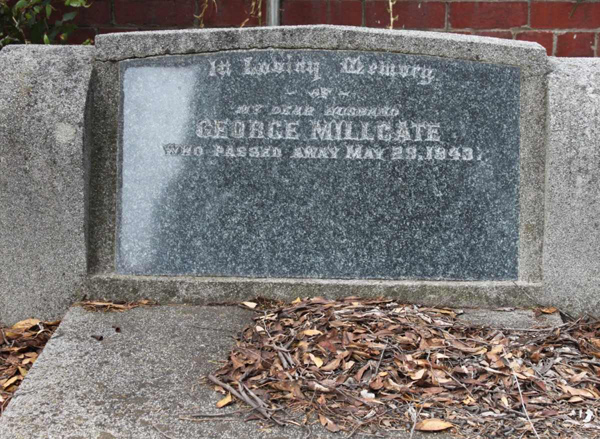 In Loving Memory
- OF -
MY DEAR HUSBAND
GEORGE MILLGATE
WHO PASSED AWAY MAY 29, 1943.